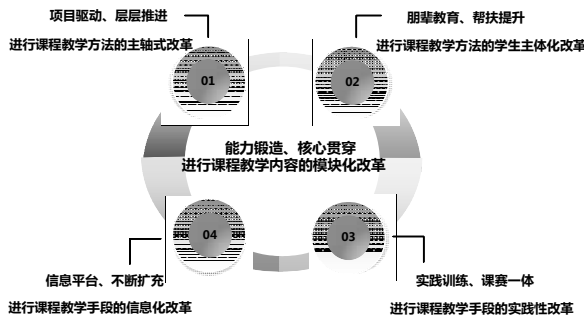 项目驱动、层层推进
进行课程教学方法的主轴式改革
朋辈教育、帮扶提升
进行课程教学方法的学生主体化改革
01
02
能力锻造、核心贯穿
进行课程教学内容的模块化改革
04
03
信息平台、不断扩充
进行课程教学手段的信息化改革
实践训练、课赛一体
进行课程教学手段的实践性改革